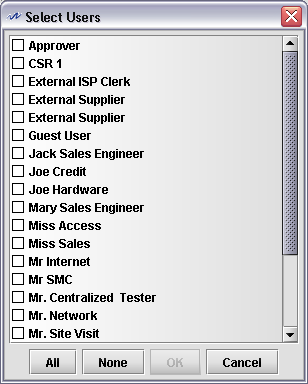 Select Users
Approver
CSR 1
External ISP Clerk
External Supplier
External Supplier
Guest User
Jack Sales Engineer
Joe Credit
Joe Hardware
Mary Sales Engineer
Miss Access
Miss Sales
Mr Internet
Mr SMC
Mr. Centralized  Tester
Mr. Network
Mr. Site Visit
All None OK Cancel